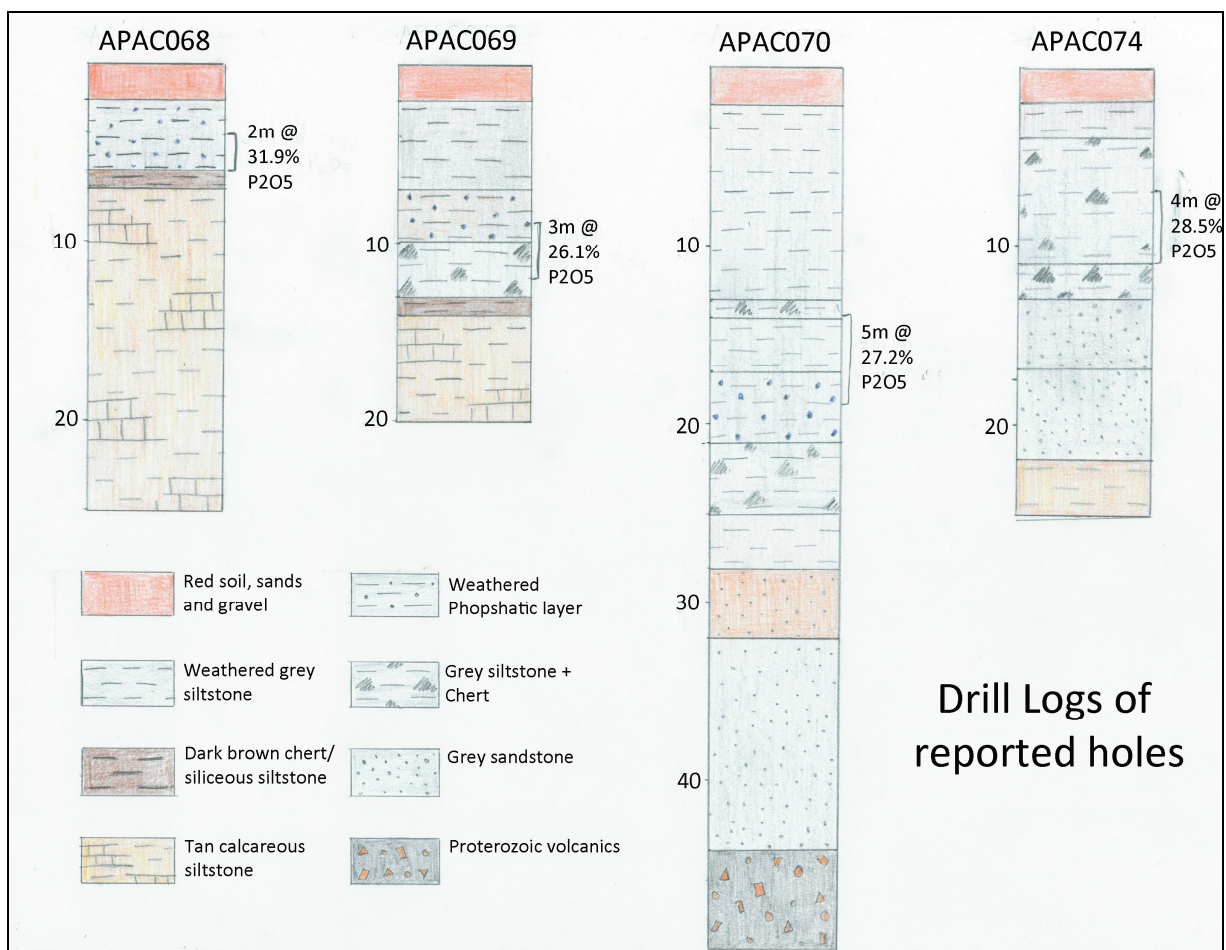 APAC068
APAC069
APAC070
APAC074
2m @
31.9%
P2O5
10
20
3m @
26.1%
P2O5
10
20
5m @
27.2%
P2O5
10
20
30
40
4m @
28.5%
P2O5
10
20
Red soil, sands
and gravel
Weathered grey
siltstone
Dark brown chert/
siliceous siltstone
Tan calcareous
siltstone
Weathered
Phopshatic layer
Grey siltstone +
Chert
Grey sandstone
Proterozoic volcanics
Drill Logs of
reported holes